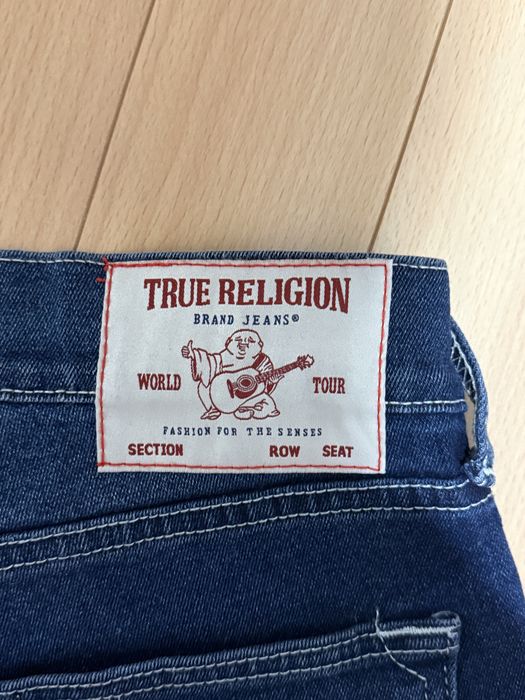 TRUE RELIGION
BRAND JEANS®
WORLD TOUR
FASHION FOR THE SENSES
SECTION ROW SEAT